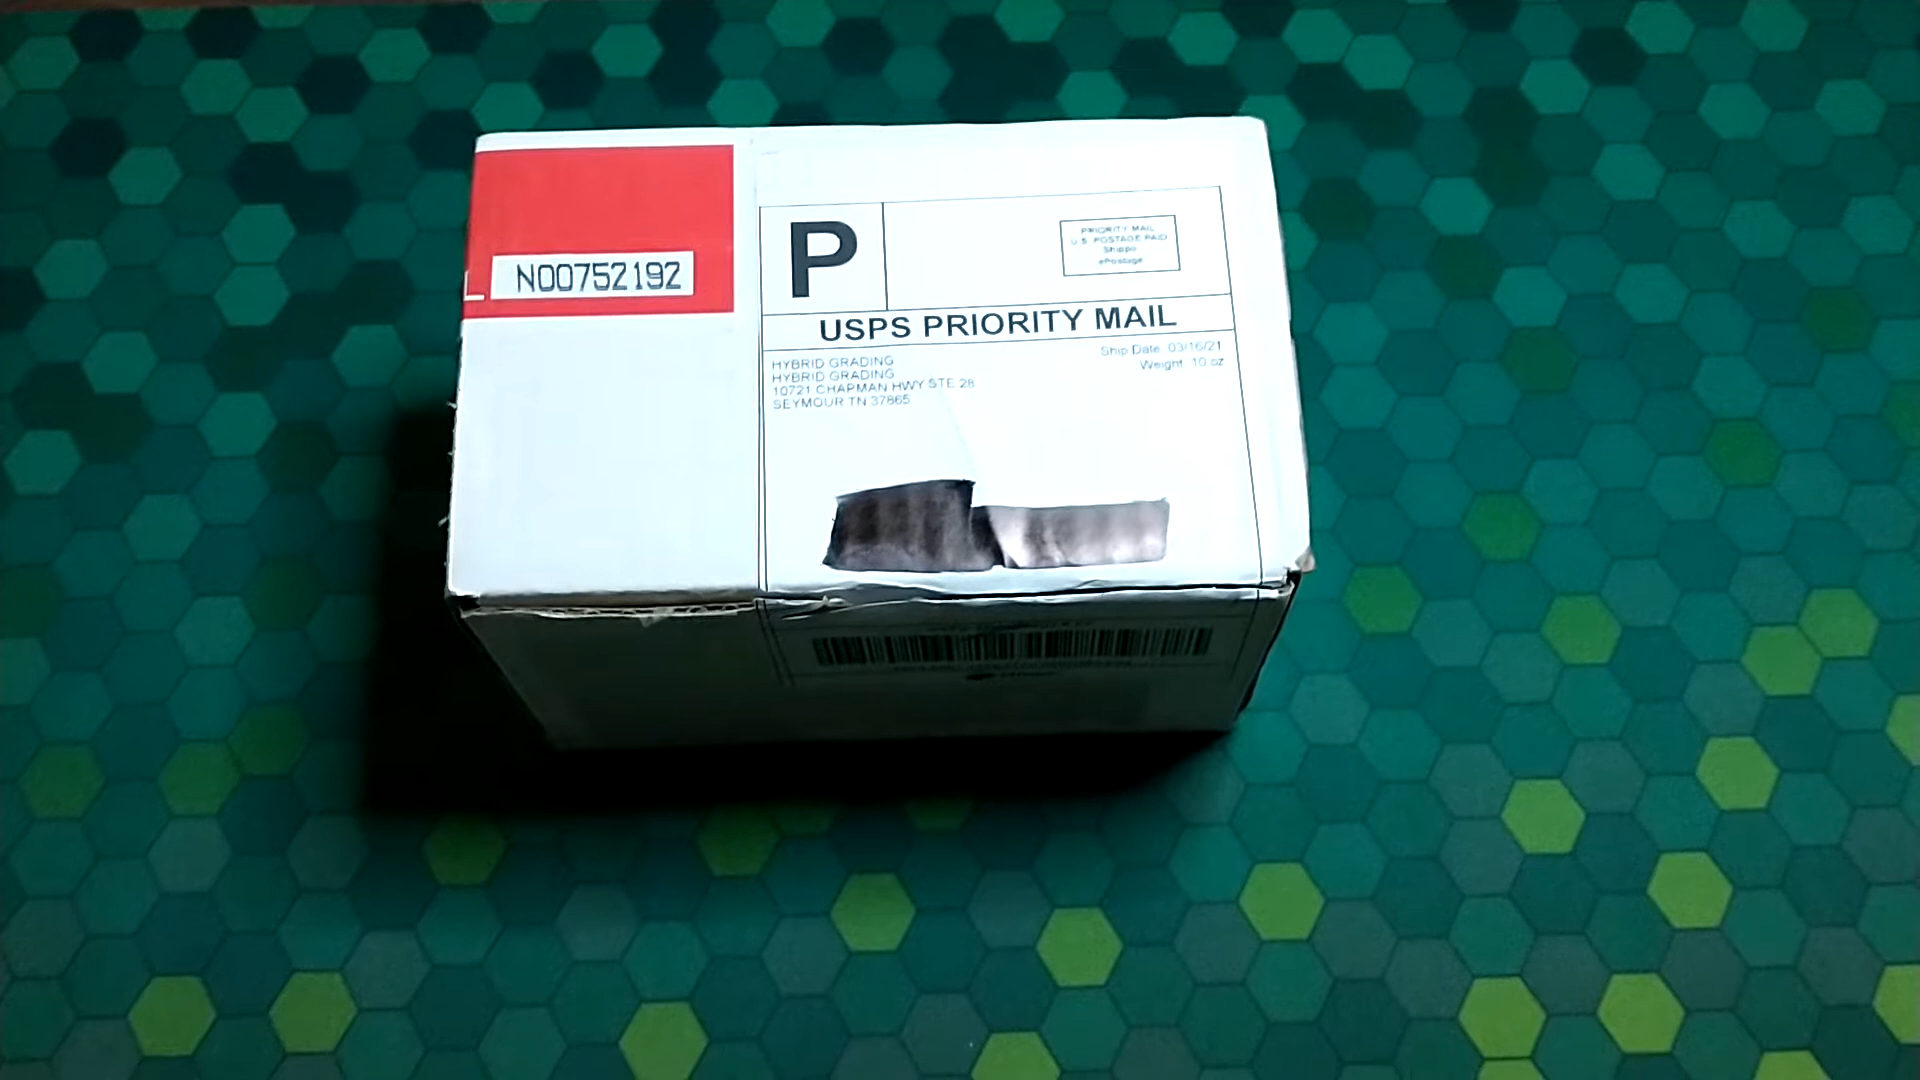 L N00752192
P
PRIORITY MAIL
U.S. POSTAGE PAID
Shippo
ePostage
USPS PRIORITY MAIL
HYBRID GRADING
HYBRID GRADING
10721 CHAPMAN HWY STE 28
SEYMOUR TN 37865
Ship Date: 03/16/21
Weight: 10 oz